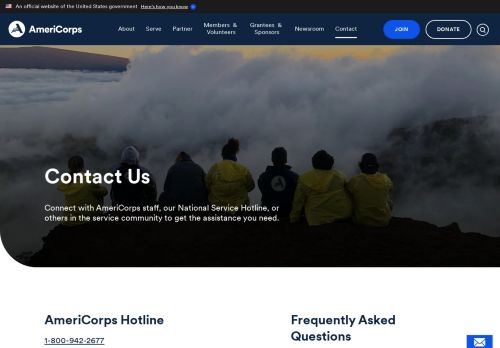 An official website of the United States government Here's how you know
AmeriCorps
About
Serve
Partner
Members &
Volunteers
Grantees &
Sponsors
Newsroom
Contact
JOIN
DONATE
Contact Us
Connect with AmeriCorps staff, our National Service Hotline, or
others in the service community to get the assistance you need.
AmeriCorps Hotline
1-800-942-2677
Frequently Asked
Questions